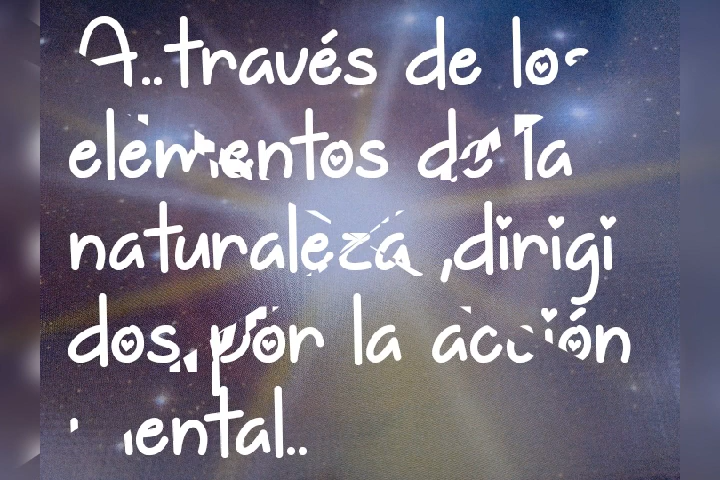 A..través de los
elementos de la
naturaleza ,dirigi
dos,,por la acción
mental..